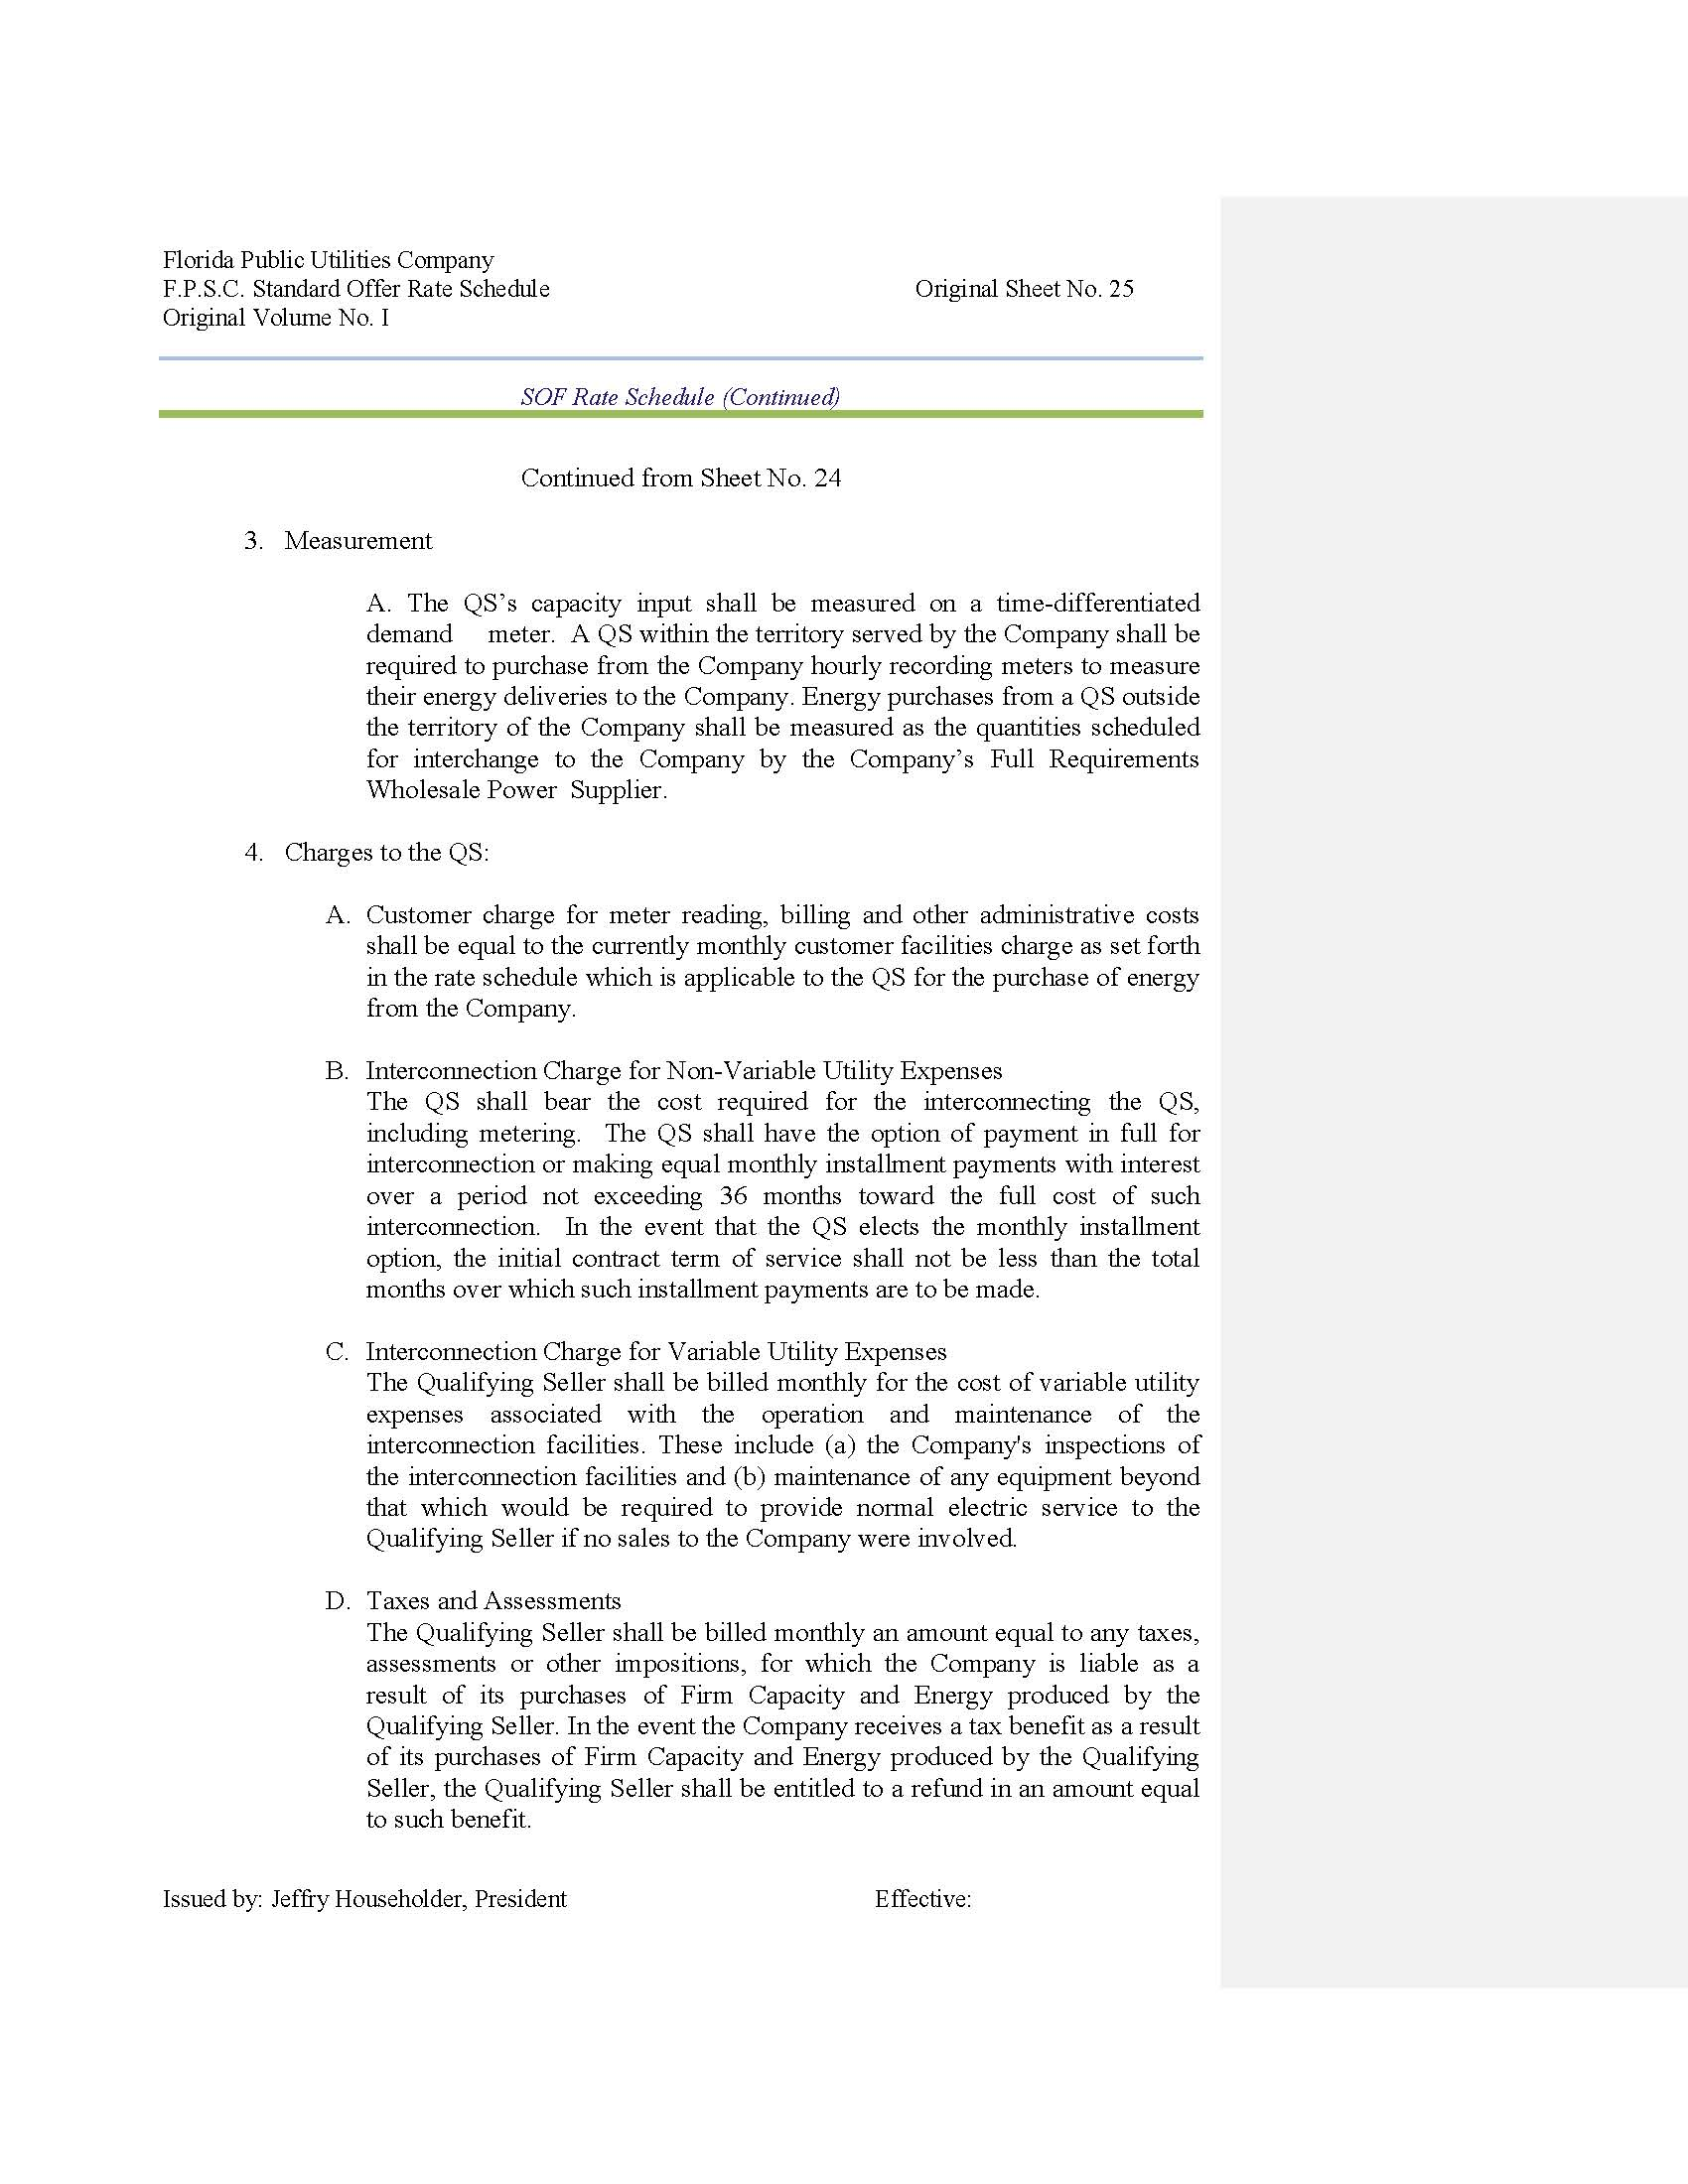 Florida Public Utilities Company
F.P.S.C. Standard Offer Rate Schedule Original Sheet No. 25
Original Volume No. I
SOF Rate Schedule (Continued)
Continued from Sheet No. 24
3. Measurement
A. The QS’s capacity input shall be measured on a time-differentiated
demand meter. A QS within the territory served by the Company shall be
required to purchase from the Company hourly recording meters to measure
their energy deliveries to the Company. Energy purchases from a QS outside
the territory of the Company shall be measured as the quantities scheduled
for interchange to the Company by the Company’s Full Requirements
Wholesale Power Supplier.
4. Charges to the QS:
A. Customer charge for meter reading, billing and other administrative costs
shall be equal to the currently monthly customer facilities charge as set forth
in the rate schedule which is applicable to the QS for the purchase of energy
from the Company.
B. Interconnection Charge for Non-Variable Utility Expenses
The QS shall bear the cost required for the interconnecting the QS,
including metering. The QS shall have the option of payment in full for
interconnection or making equal monthly installment payments with interest
over a period not exceeding 36 months toward the full cost of such
interconnection. In the event that the QS elects the monthly installment
option, the initial contract term of service shall not be less than the total
months over which such installment payments are to be made.
C. Interconnection Charge for Variable Utility Expenses
The Qualifying Seller shall be billed monthly for the cost of variable utility
expenses associated with the operation and maintenance of the
interconnection facilities. These include (a) the Company's inspections of
the interconnection facilities and (b) maintenance of any equipment beyond
that which would be required to provide normal electric service to the
Qualifying Seller if no sales to the Company were involved.
D. Taxes and Assessments
The Qualifying Seller shall be billed monthly an amount equal to any taxes,
assessments or other impositions, for which the Company is liable as a
result of its purchases of Firm Capacity and Energy produced by the
Qualifying Seller. In the event the Company receives a tax benefit as a result
of its purchases of Firm Capacity and Energy produced by the Qualifying
Seller, the Qualifying Seller shall be entitled to a refund in an amount equal
to such benefit.
Issued by: Jeffry Householder, President Effective: